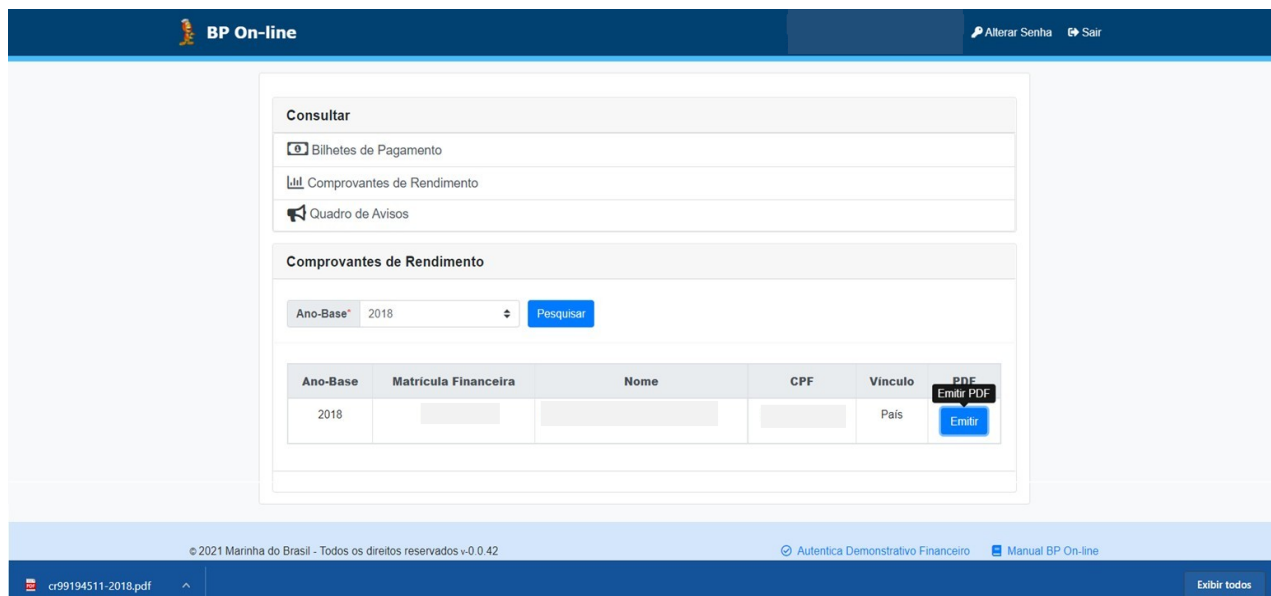 BP On-line
Alterar Senha Sair
Consultar
Bilhetes de Pagamento
Comprovantes de Rendimento
Quadro de Avisos
Comprovantes de Rendimento
Ano-Base* 2018 Pesquisar
Ano-Base Matrícula Financeira Nome CPF Vínculo PDF
Emitir PDF
2018 País Emitir
© 2021 Marinha do Brasil - Todos os direitos reservados v-0.0.42 Autentica Demonstrativo Financeiro Manual BP On-line
cr99194511-2018.pdf Exibir todos